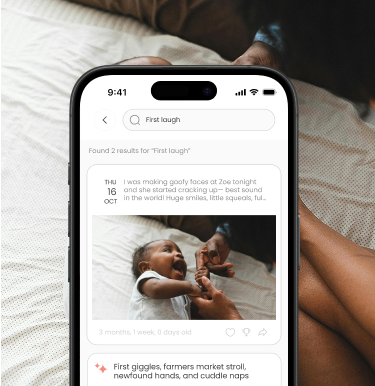 9:41
First laugh
Found 2 results for "First laugh"
THU
16
OCT
I was making goofy faces at Zoe tonight
and she started cracking up— best sound
in the world! Huge smiles, little squeals, ful...
3 months, 1 week, 0 days old
First giggles, farmers market stroll,
newfound hands, and cuddle naps